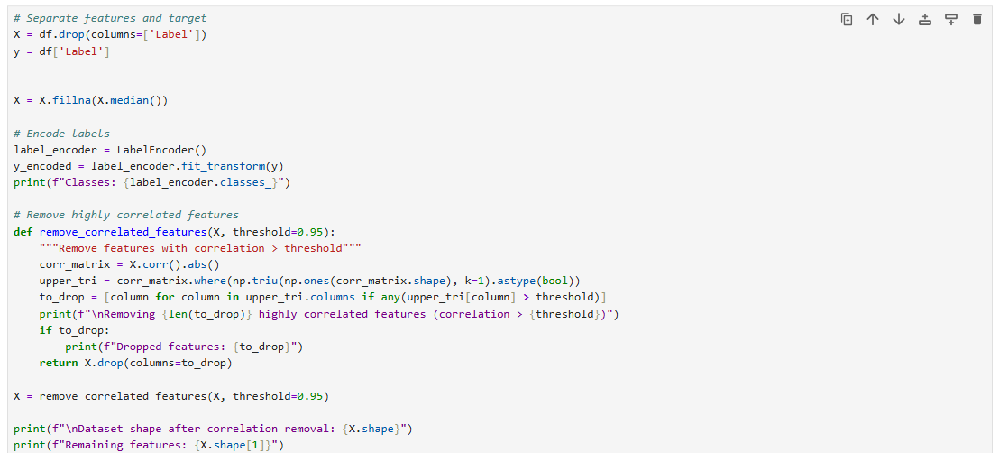 # Separate features and target
X = df.drop(columns=['Label'])
y = df['Label']
X = X.fillna(X.median())
# Encode labels
label_encoder = LabelEncoder()
y_encoded = label_encoder.fit_transform(y)
print(f"Classes: {label_encoder.classes_}")
# Remove highly correlated features
def remove_correlated_features(X, threshold=0.95):
    """Remove features with correlation > threshold"""
    corr_matrix = X.corr().abs()
    upper_tri = corr_matrix.where(np.triu(np.ones(corr_matrix.shape), k=1).astype(bool))
    to_drop = [column for column in upper_tri.columns if any(upper_tri[column] > threshold)]
    print(f"\nRemoving {len(to_drop)} highly correlated features (correlation > {threshold})")
    if to_drop:
        print(f"Dropped features: {to_drop}")
    return X.drop(columns=to_drop)
X = remove_correlated_features(X, threshold=0.95)
print(f"\nDataset shape after correlation removal: {X.shape}")
print(f"Remaining features: {X.shape[1]}")